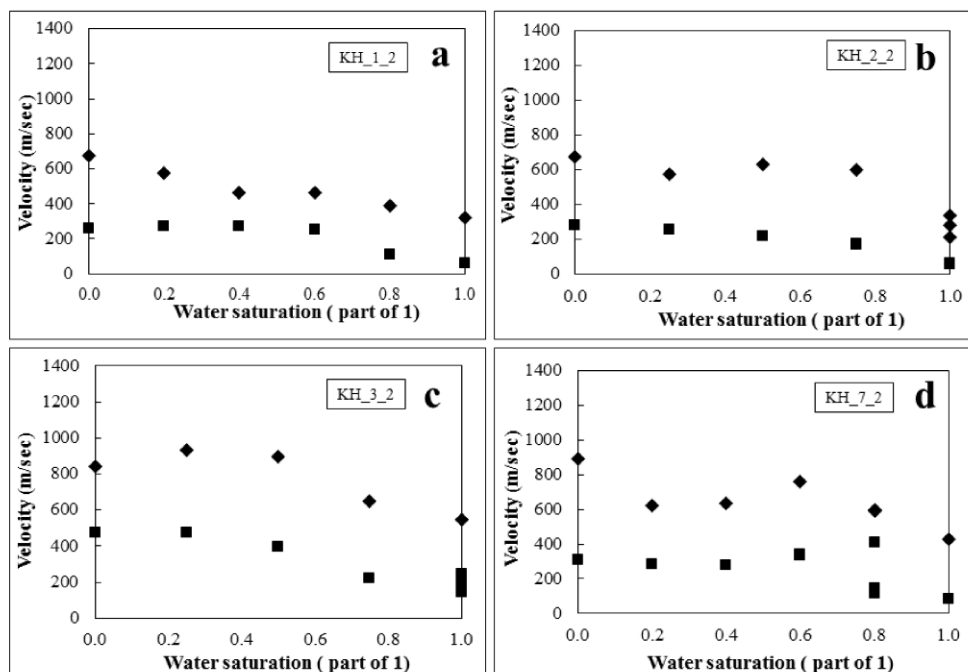 KH_1_2
a
1400
1200
1000
800
600
400
200
0
Velocity (m/sec)
0.0 0.2 0.4 0.6 0.8 1.0
Water saturation ( part of 1)
KH_2_2
b
1400
1200
1000
800
600
400
200
0
Velocity (m/sec)
0.0 0.2 0.4 0.6 0.8 1.0
Water saturation ( part of 1)
KH_3_2
c
1400
1200
1000
800
600
400
200
0
Velocity (m/sec)
0.0 0.2 0.4 0.6 0.8 1.0
Water saturation ( part of 1)
KH_7_2
d
1400
1200
1000
800
600
400
200
0
Velocity (m/sec)
0.0 0.2 0.4 0.6 0.8 1.0
Water saturation ( part of 1)